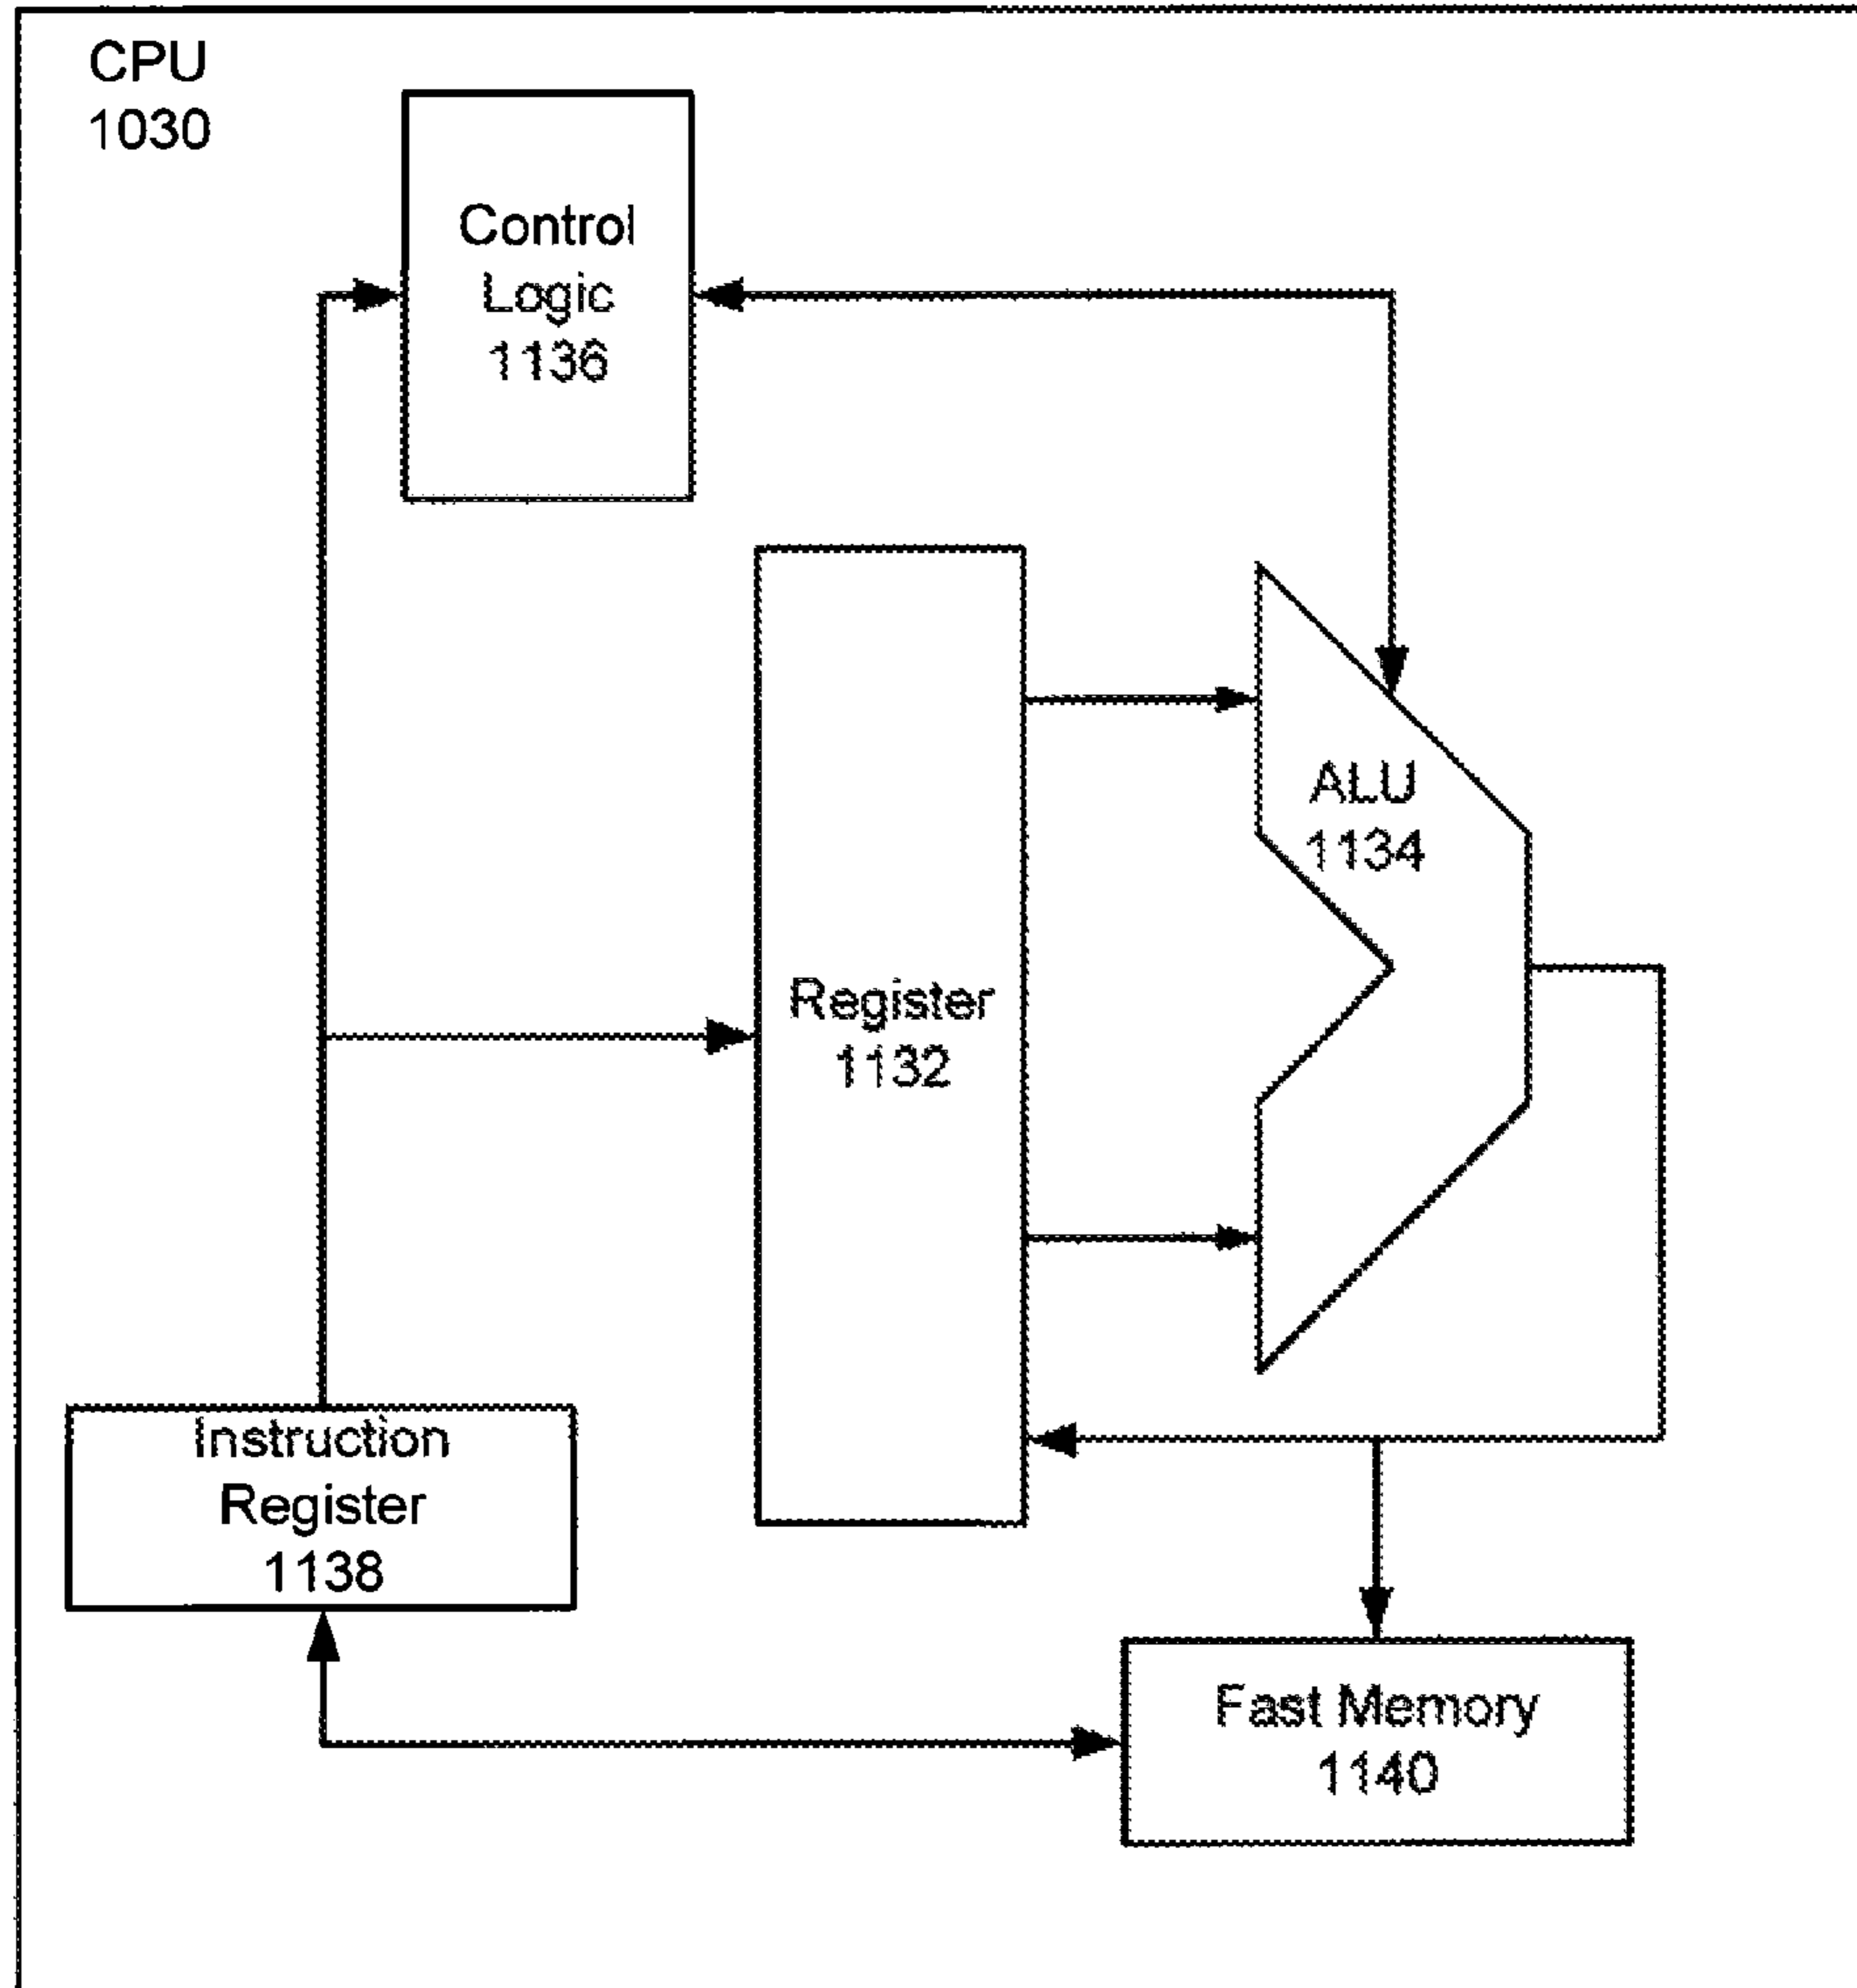 CPU
1030
Control
Logic
1136
ALU
1134
Register
1132
Instruction
Register
1138
Fast Memory
1140